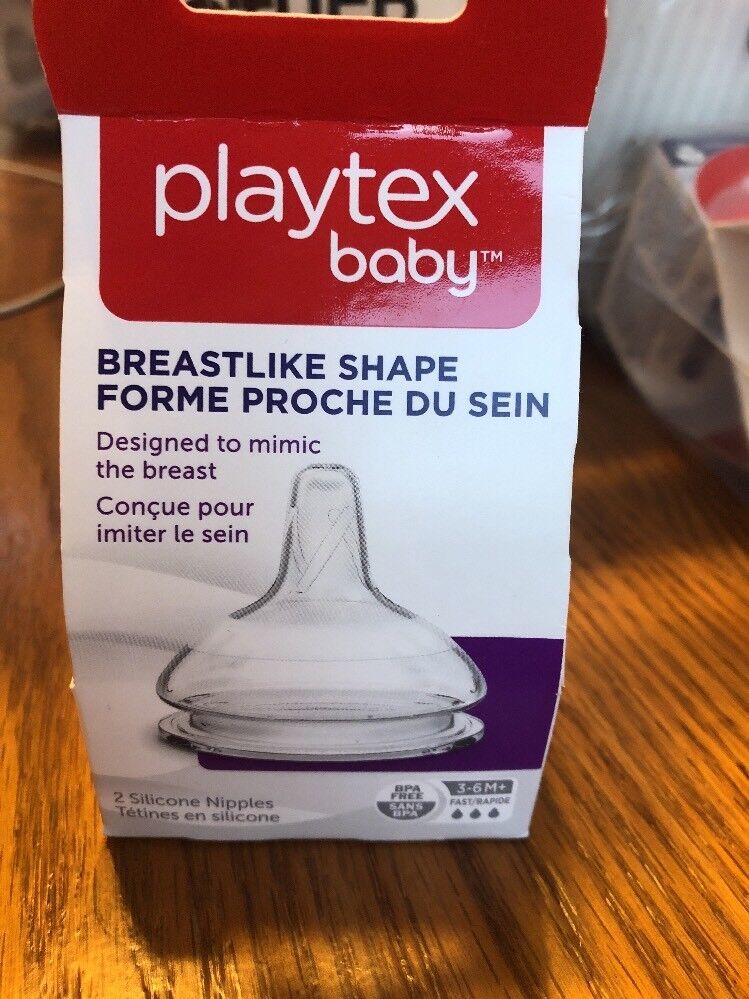 playtex
baby™
BREASTLIKE SHAPE
FORME PROCHE DU SEIN
Designed to mimic
the breast
Conçue pour
imiter le sein
2 Silicone Nipples
Tétines en silicone
BPA
FREE
SANS
BPA
3-6M+
FAST/RAPIDE